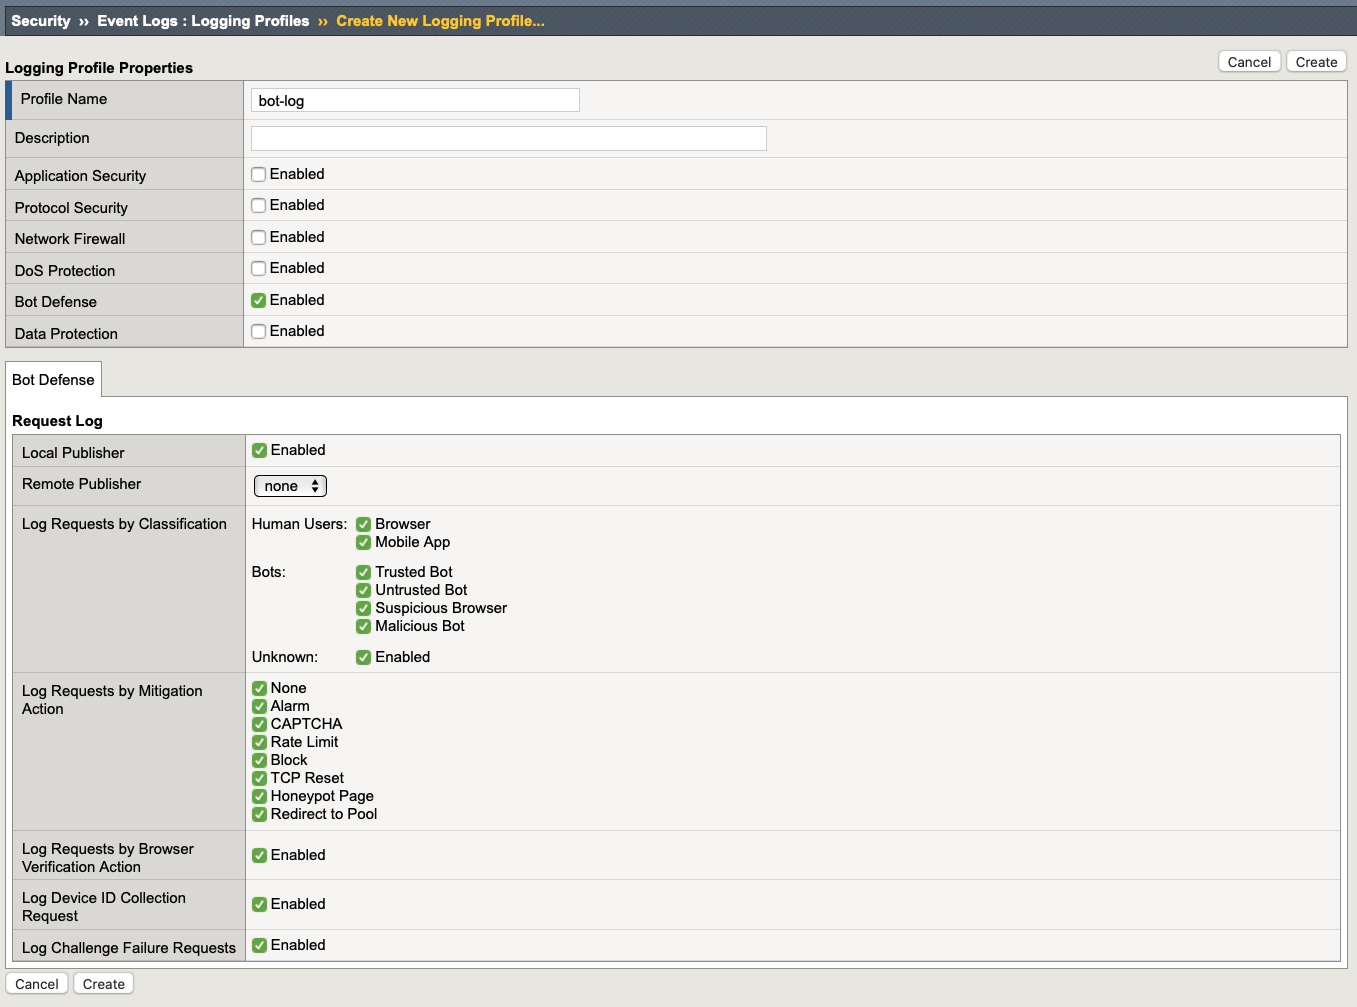 Security ›› Event Logs : Logging Profiles ›› Create New Logging Profile...
Cancel Create
Logging Profile Properties
Profile Name bot-log
Description
Application Security Enabled
Protocol Security Enabled
Network Firewall Enabled
DoS Protection Enabled
Bot Defense Enabled
Data Protection Enabled
Bot Defense
Request Log
Local Publisher Enabled
Remote Publisher none
Log Requests by Classification Human Users: Browser
Mobile App
Bots: Trusted Bot
Untrusted Bot
Suspicious Browser
Malicious Bot
Unknown: Enabled
Log Requests by Mitigation
Action
None
Alarm
CAPTCHA
Rate Limit
Block
TCP Reset
Honeypot Page
Redirect to Pool
Log Requests by Browser
Verification Action
Enabled
Log Device ID Collection
Request
Enabled
Log Challenge Failure Requests Enabled
Cancel Create